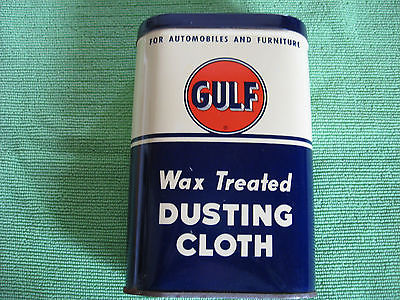 FOR AUTOMOBILES AND FURNITURE
GULF
Wax Treated
DUSTING
CLOTH